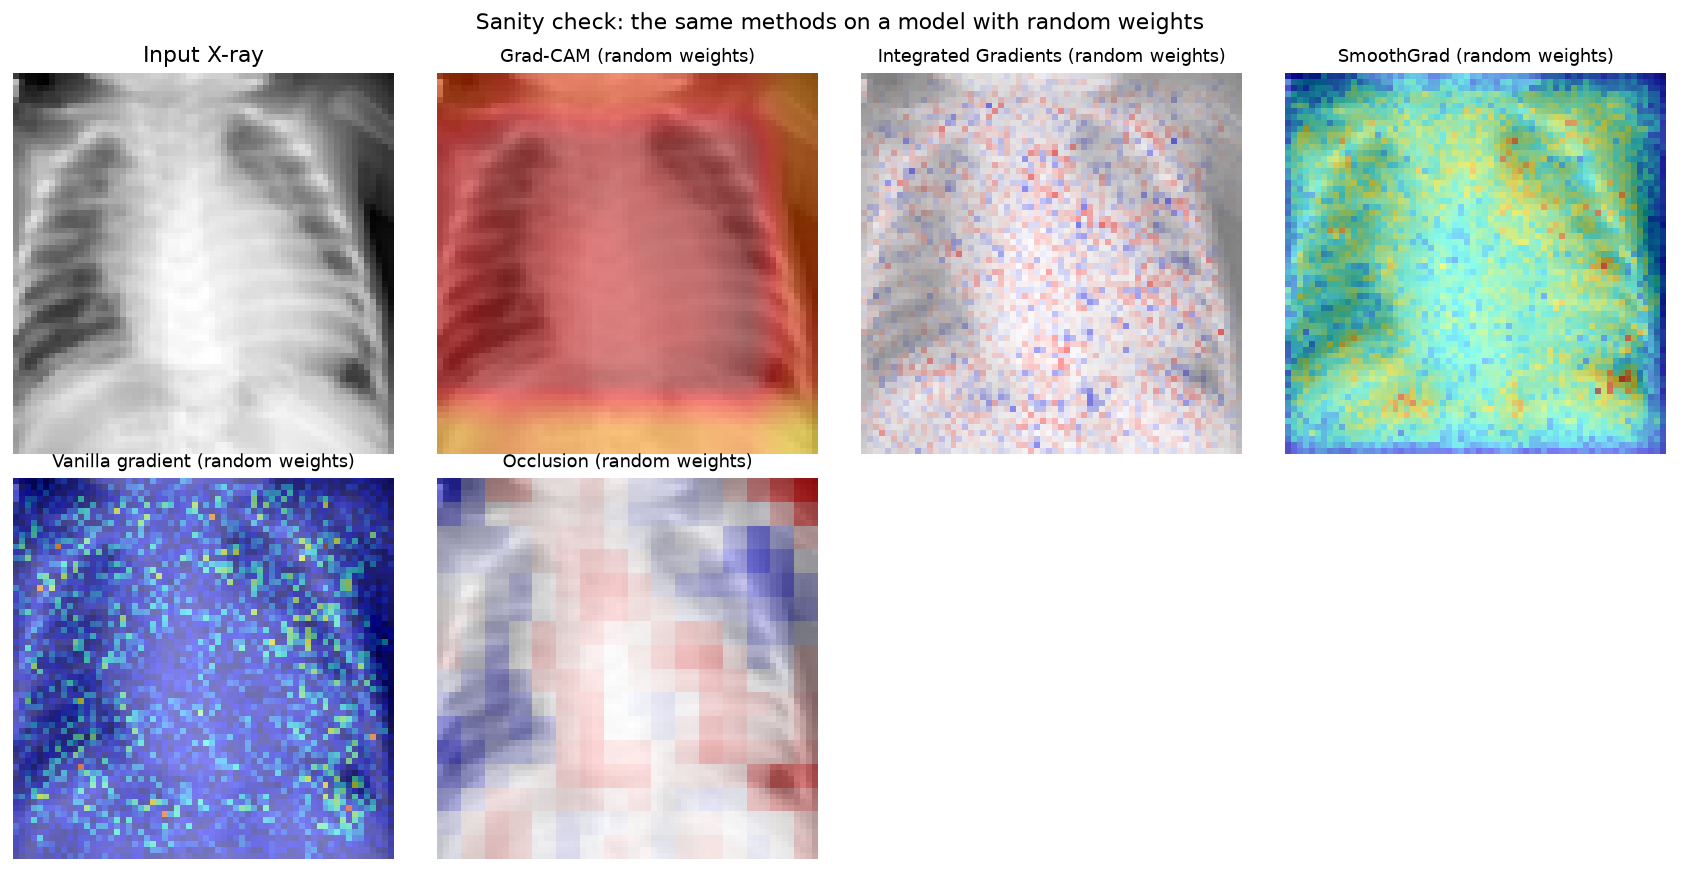 Sanity check: the same methods on a model with random weights
Input X-ray
Grad-CAM (random weights)
Integrated Gradients (random weights)
SmoothGrad (random weights)
Vanilla gradient (random weights)
Occlusion (random weights)